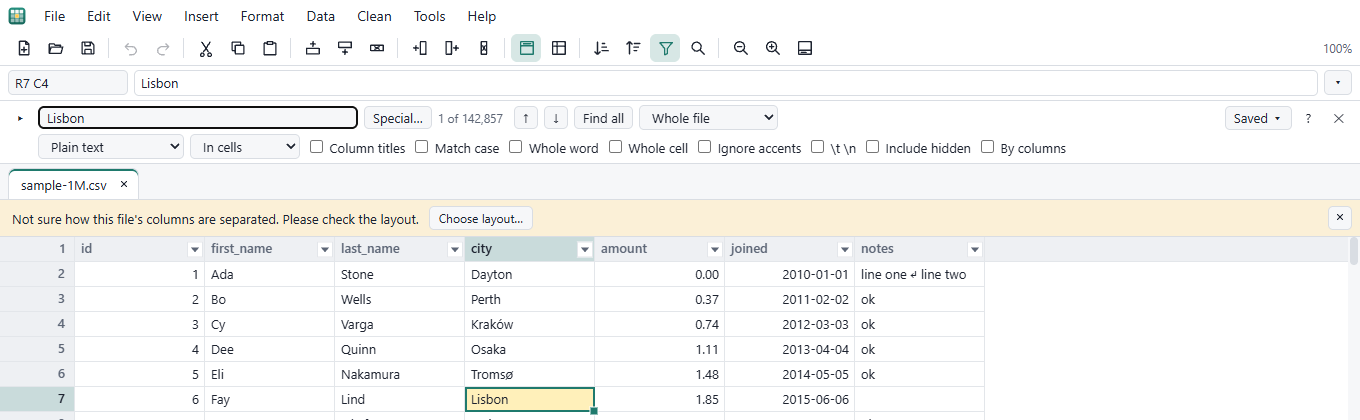 File Edit View Insert Format Data Clean Tools Help
100%
R7 C4 Lisbon
Lisbon Special... 1 of 142,857 ↑ ↓ Find all Whole file Saved ?
Plain text In cells Column titles Match case Whole word Whole cell Ignore accents \t \n Include hidden By columns
sample-1M.csv ×
Not sure how this file's columns are separated. Please check the layout. Choose layout... ×
1 id first_name last_name city amount joined notes
2 1 Ada Stone Dayton 0.00 2010-01-01 line one ↲ line two
3 2 Bo Wells Perth 0.37 2011-02-02 ok
4 3 Cy Varga Kraków 0.74 2012-03-03 ok
5 4 Dee Quinn Osaka 1.11 2013-04-04 ok
6 5 Eli Nakamura Tromsø 1.48 2014-05-05 ok
7 6 Fay Lind Lisbon 1.85 2015-06-06